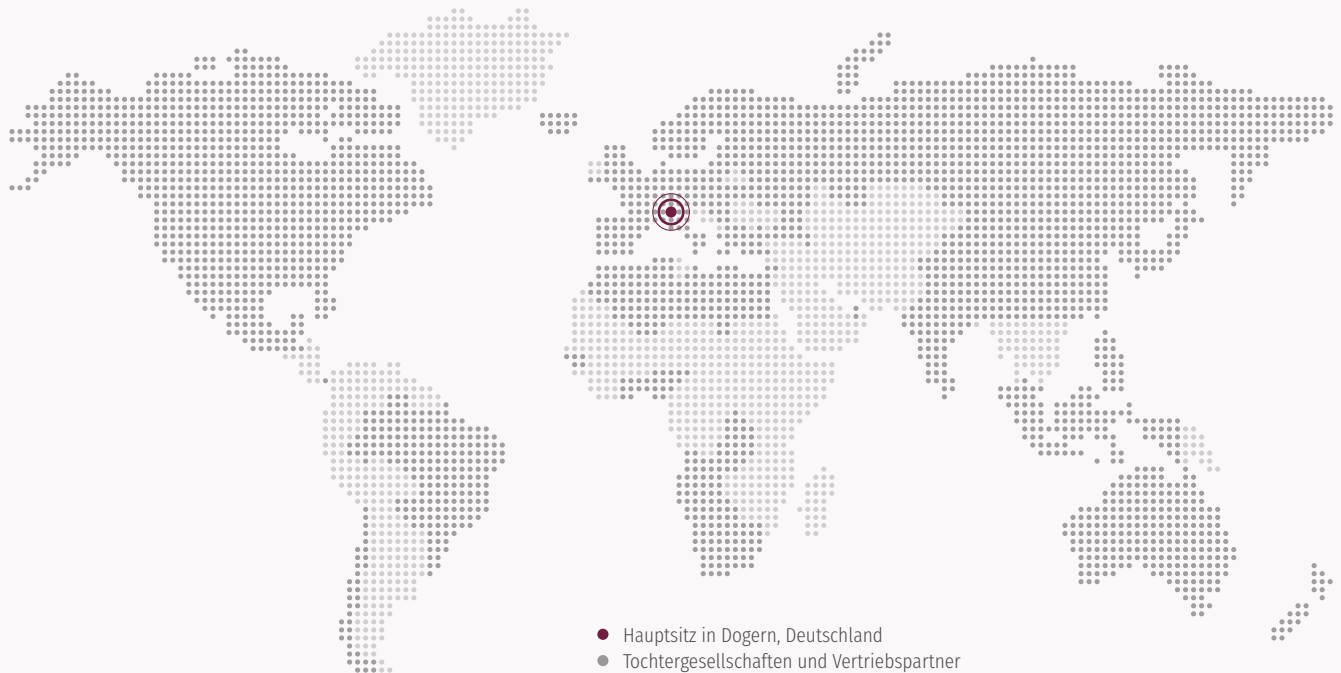 Hauptsitz in Dogern, Deutschland
Tochtergesellschaften und Vertriebspartner